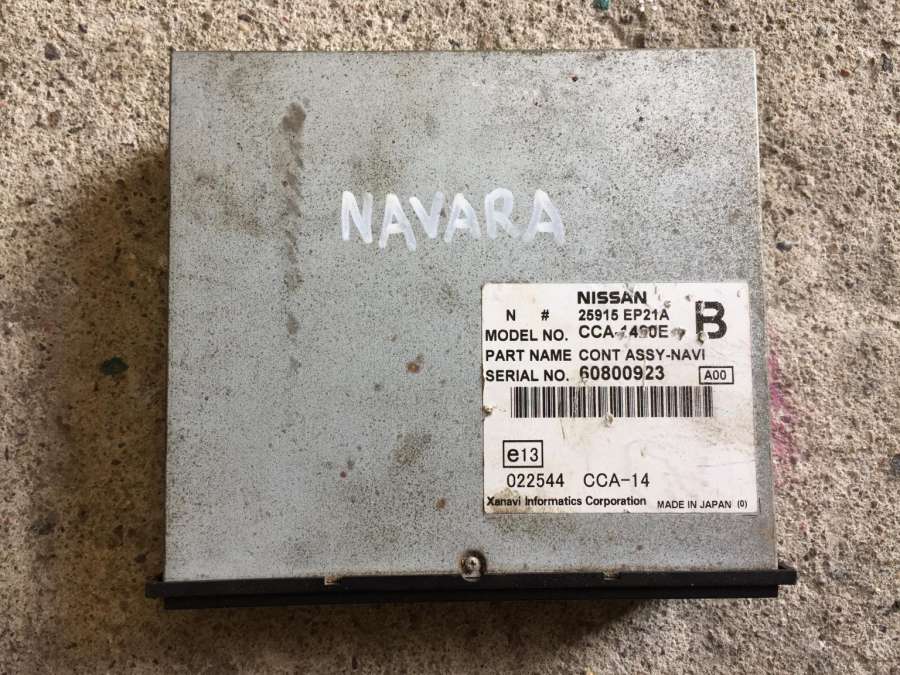 NAVARA
NISSAN
N # 25915 EP21A B
MODEL NO. CCA-1490E
PART NAME CONT ASSY-NAVI
SERIAL NO. 60800923 A00
e13
022544 CCA-14
Xanavi Informatics Corporation MADE IN JAPAN (0)